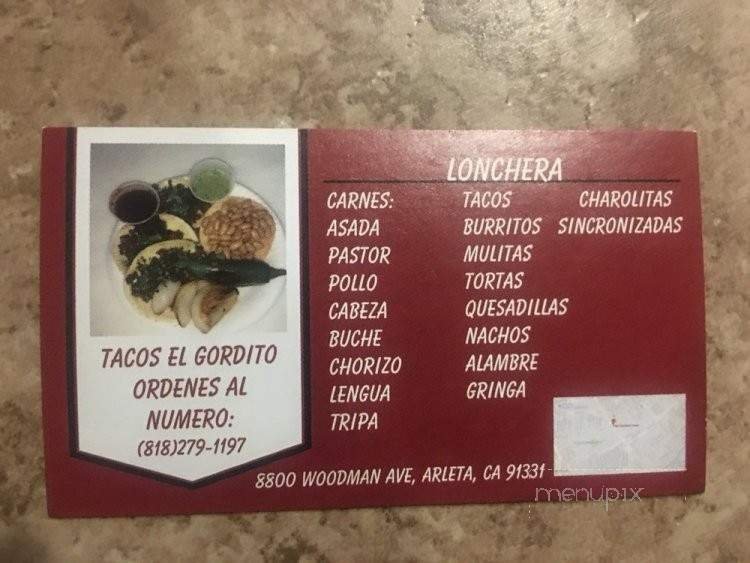 LONCHERA
CARNES:
ASADA
PASTOR
POLLO
CABEZA
BUCHE
CHORIZO
LENGUA
TRIPA
TACOS
BURRITOS
MULITAS
TORTAS
QUESADILLAS
NACHOS
ALAMBRE
GRINGA
CHAROLITAS
SINCRONIZADAS
TACOS EL GORDITO
ORDENES AL
NUMERO:
(818)279-1197
8800 WOODMAN AVE, ARLETA, CA 91331
menupix